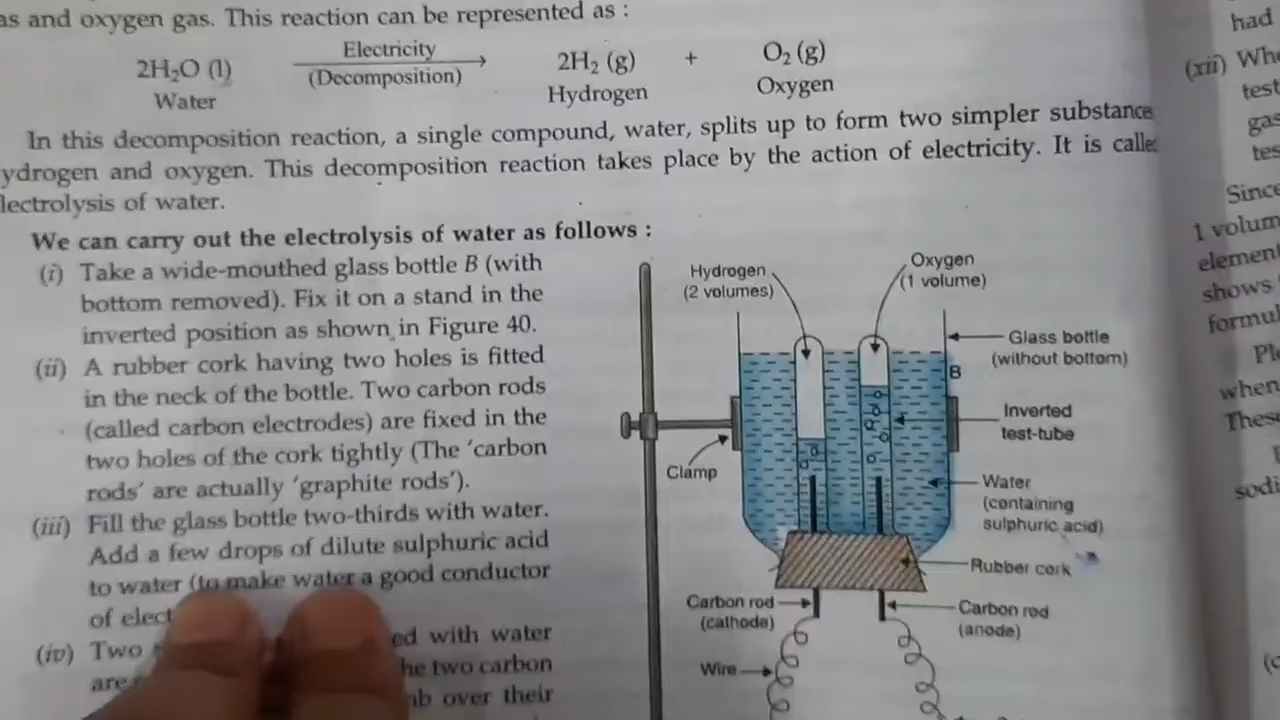 as and oxygen gas. This reaction can be represented as :
2H₂O (l) Electricity (Decomposition) 2H₂ (g) + O₂ (g)
Water Hydrogen Oxygen
In this decomposition reaction, a single compound, water, splits up to form two simpler substance
ydrogen and oxygen. This decomposition reaction takes place by the action of electricity. It is calle
lectrolysis of water.
We can carry out the electrolysis of water as follows :
(i) Take a wide-mouthed glass bottle B (with
bottom removed). Fix it on a stand in the
inverted position as shown in Figure 40.
(ii) A rubber cork having two holes is fitted
in the neck of the bottle. Two carbon rods
(called carbon electrodes) are fixed in the
two holes of the cork tightly (The 'carbon
rods' are actually 'graphite rods').
(iii) Fill the glass bottle two-thirds with water.
Add a few drops of dilute sulphuric acid
to water (to make water a good conductor
of elect
(iv) Two ed with water
are he two carbon
over their
Hydrogen
(2 volumes)
Oxygen
(1 volume)
Glass bottle
(without bottom)
B
Inverted
test-tube
Clamp
Water
(containing
sulphuric acid)
Rubber cork
Carbon rod
(cathode)
Carbon rod
(anode)
Wire
had
(xii) Whe
test
gas
tes
Since
1 volum
element
shows
formul
Pl
when
These
sodi
(c